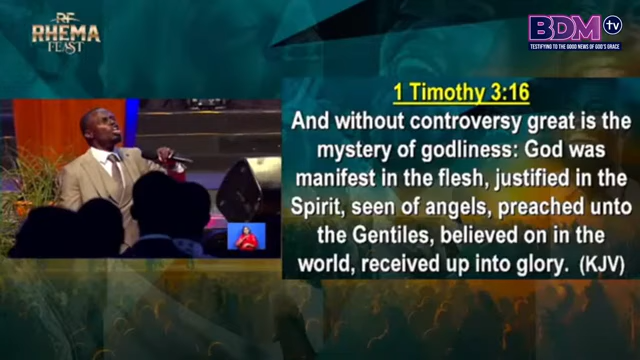 RF
RHEMA
FEAST
BDM tv
TESTIFYING TO THE GOOD NEWS OF GOD'S GRACE
1 Timothy 3:16
And without controversy great is the
mystery of godliness: God was
manifest in the flesh, justified in the
Spirit, seen of angels, preached unto
the Gentiles, believed on in the
world, received up into glory. (KJV)